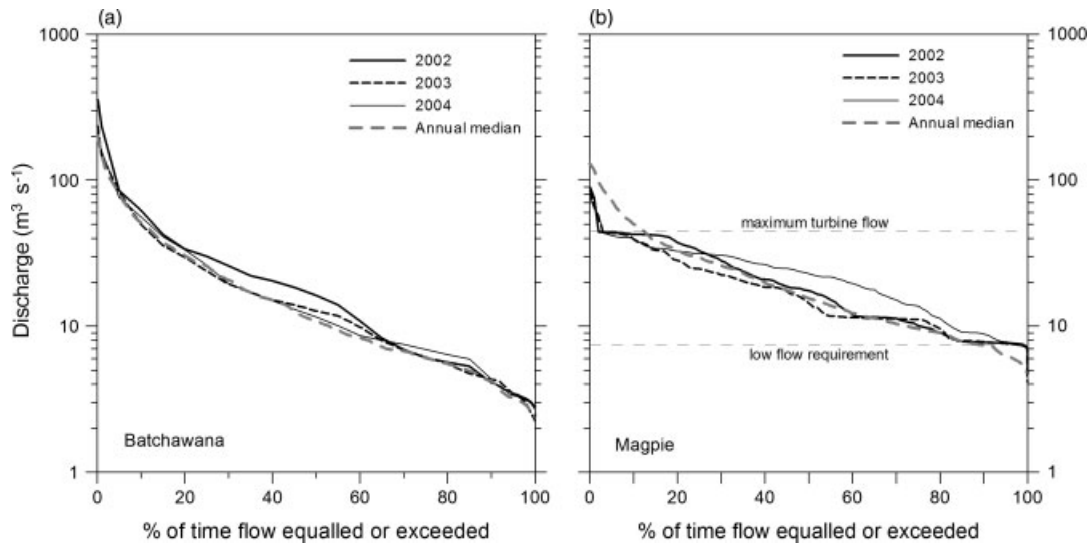 (a)
1000
100
10
1
Discharge (m³ s⁻¹)
2002
2003
2004
Annual median
Batchawana
0 20 40 60 80 100
% of time flow equalled or exceeded
(b)
1000
100
10
1
2002
2003
2004
Annual median
maximum turbine flow
low flow requirement
Magpie
0 20 40 60 80 100
% of time flow equalled or exceeded